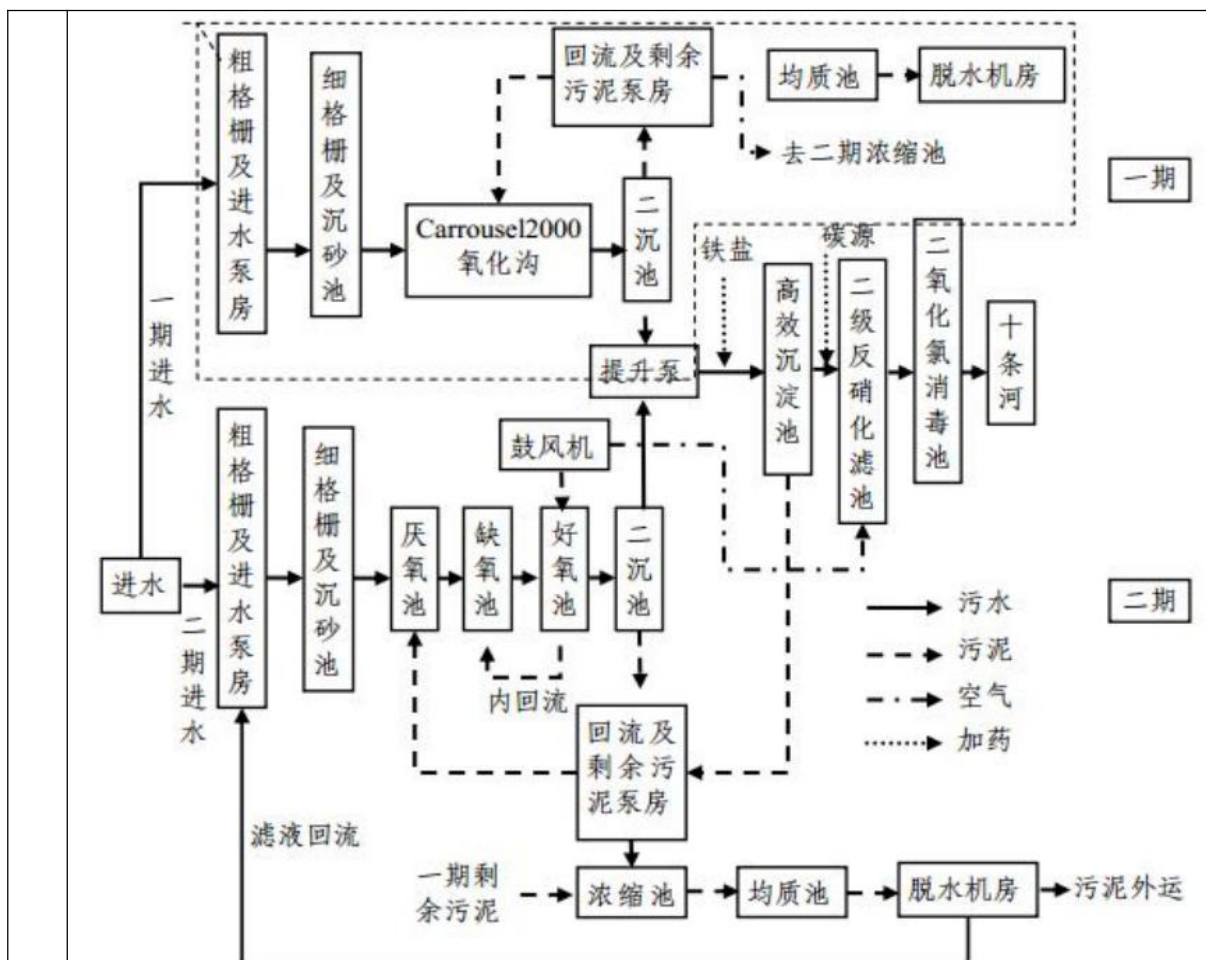 粗格栅及进水泵房
细格栅及沉砂池
回流及剩余
污泥泵房
均质池
脱水机房
去二期浓缩池
一期
Carrousel2000
氧化沟
二沉池
铁盐
碳源
高效沉淀池
二级反硝化滤池
二氧化氯消毒池
十条河
一期进水
提升泵
粗格栅及进水泵房
细格栅及沉砂池
鼓风机
厌氧池
缺氧池
好氧池
二沉池
进水
二期进水
内回流
污水
污泥
空气
加药
二期
回流及
剩余污
泥泵房
滤液回流
一期剩
余污泥
浓缩池
均质池
脱水机房
污泥外运